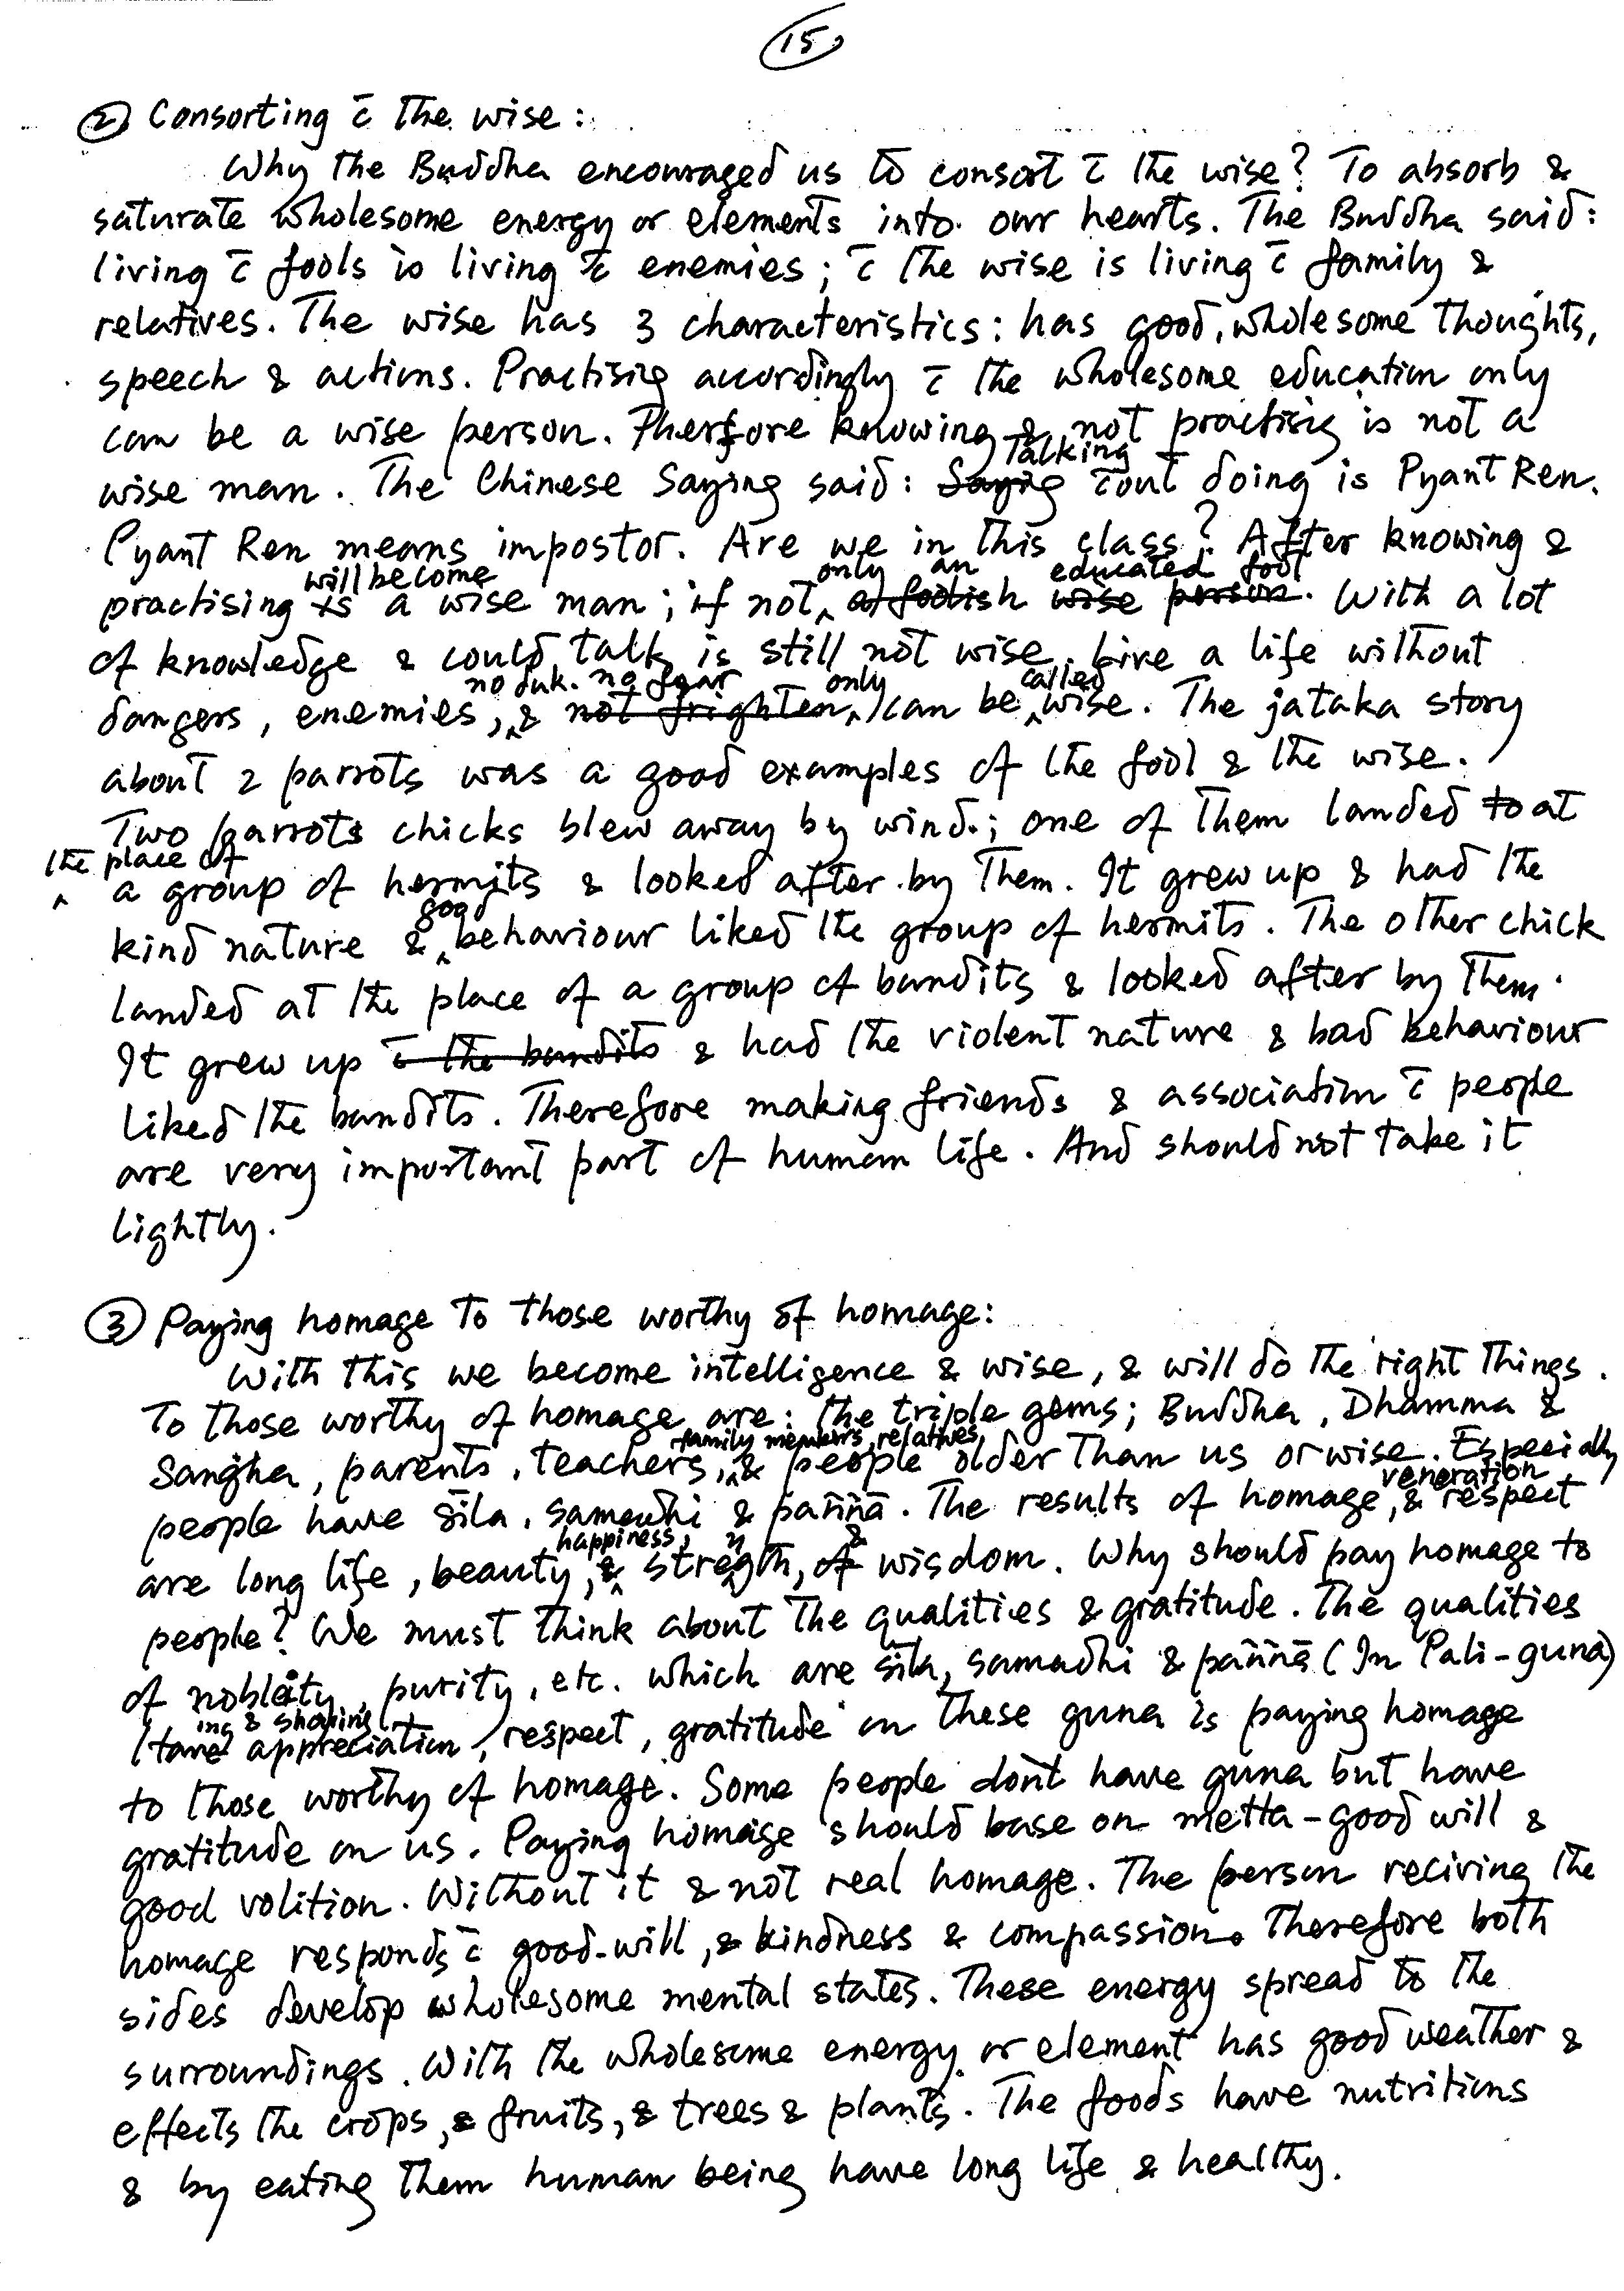 15
② Consorting c̄ the wise:
Why the Buddha encouraged us to consort c̄ the wise? To absorb &
saturate wholesome energy or elements into our hearts. The Buddha said:
living c̄ fools is living c̄ enemies; c̄ the wise is living c̄ family &
relatives. The wise has 3 characteristics: has good, wholesome thoughts,
speech & actions. Practising accordingly c̄ the wholesome education only
can be a wise person. Therefore knowing & not practising is not a
wise man. The Chinese Saying said: Talking c̄out doing is Pyant Ren.
Pyant Ren means impostor. Are we in this class? After knowing &
practising will become a wise man; if not only an educated fool. With a lot
of knowledge & could talk is still not wise. Live a life without
dangers, enemies, no duk. no fear & only can be called wise. The jataka story
about 2 parrots was a good examples of the fool & the wise.
Two parrots chicks blew away by wind; one of them landed at
the place of a group of hermits & looked after by them. It grew up & had the
kind nature & good behaviour liked the group of hermits. The other chick
landed at the place of a group of bandits & looked after by them.
It grew up & had the violent nature & bad behaviour
liked the bandits. Therefore making friends & association c̄ people
are very important part of human life. And should not take it
lightly.
③ Paying homage to those worthy of homage:
With this we become intelligence & wise, & will do the right things.
To those worthy of homage are: the triple gems; Buddha, Dhamma &
Sangha, parents, teachers, family members, relatives, & people older than us or wise. Especially
people have sīla, samadhi & paññā. The results of homage, veneration & respect
are long life, beauty, happiness, strength, & wisdom. Why should pay homage to
people? We must think about the qualities & gratitude. The qualities
of nobility, purity, etc. which are sīla, samadhi & paññā (In Pali-guna)
Having & showing appreciation, respect, gratitude on these guna is paying homage
to those worthy of homage. Some people don't have guna but have
gratitude on us. Paying homage should base on metta-good will &
good volition. Without it & not real homage. The person reciving the
homage responds c̄ good-will, & kindness & compassion. Therefore both
sides develop wholesome mental states. These energy spread to the
surroundings. With the wholesome energy or element has good weather &
effects the crops, & fruits, & trees & plants. The foods have nutritions
& by eating them human being have long life & healthy.